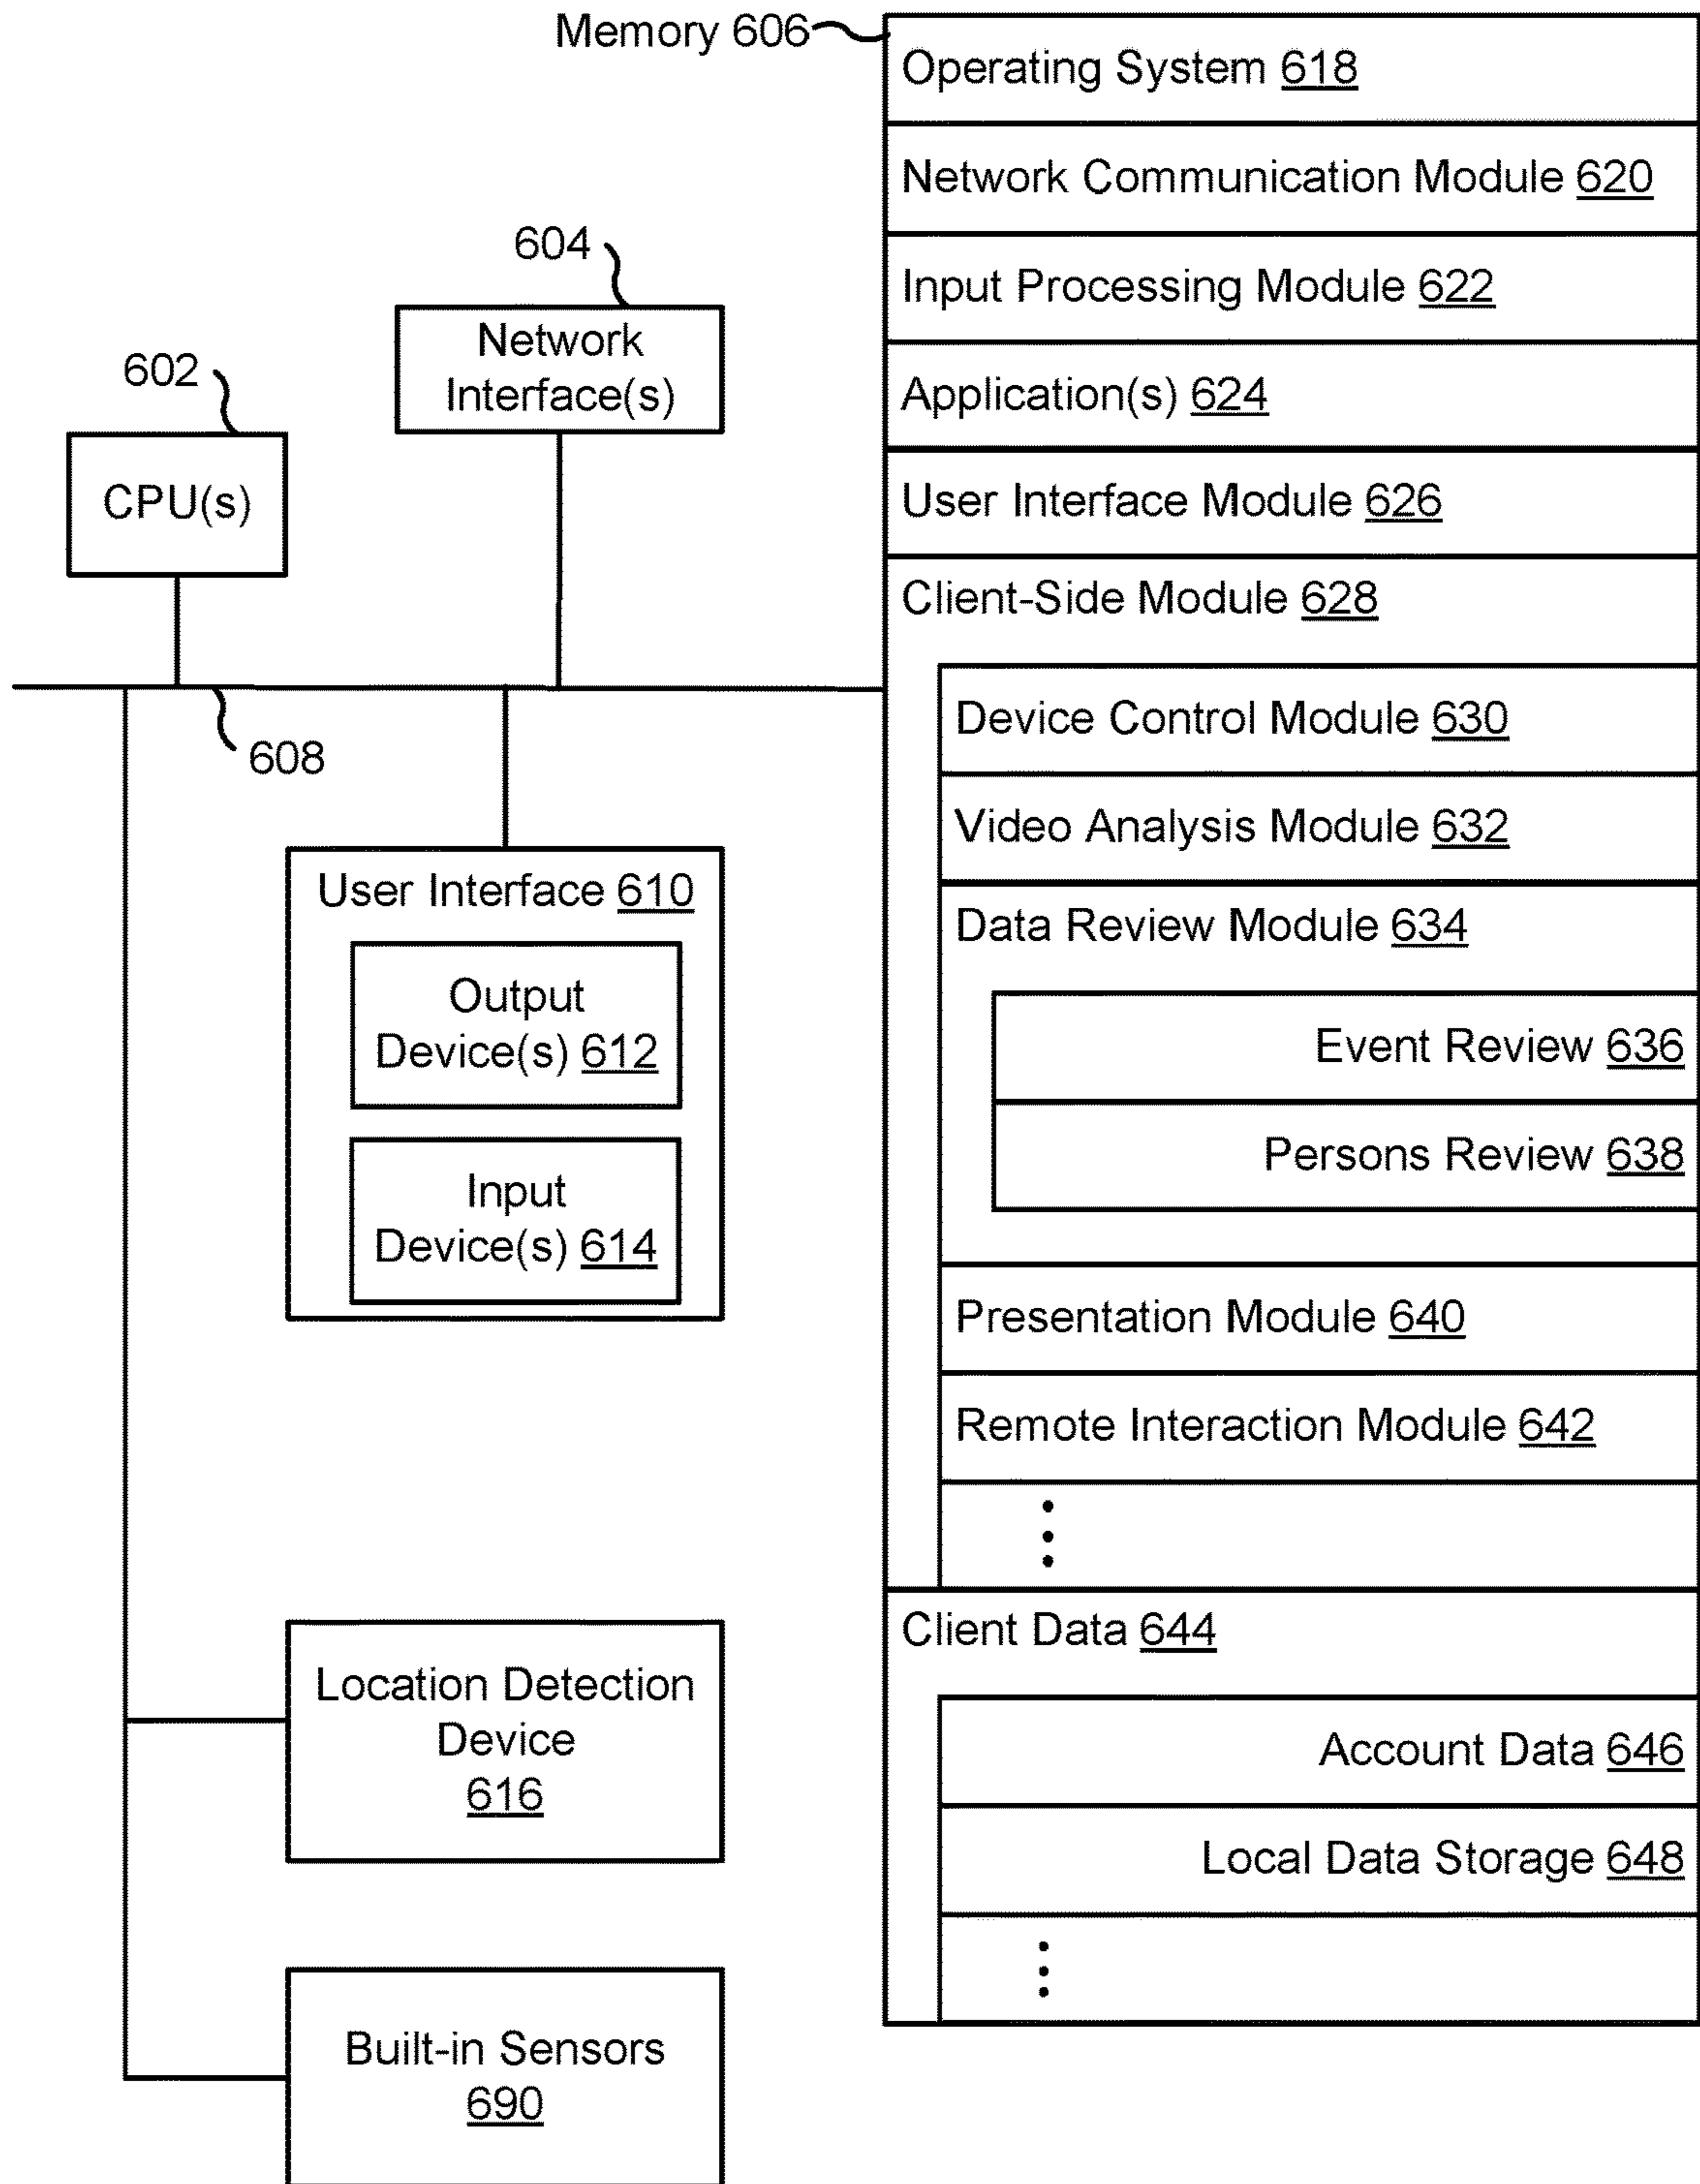 Memory 606
Operating System 618
Network Communication Module 620
Input Processing Module 622
Application(s) 624
User Interface Module 626
Client-Side Module 628
Device Control Module 630
Video Analysis Module 632
Data Review Module 634
Event Review 636
Persons Review 638
Presentation Module 640
Remote Interaction Module 642
Client Data 644
Account Data 646
Local Data Storage 648
604
Network
Interface(s)
602
CPU(s)
608
User Interface 610
Output
Device(s) 612
Input
Device(s) 614
Location Detection
Device
616
Built-in Sensors
690